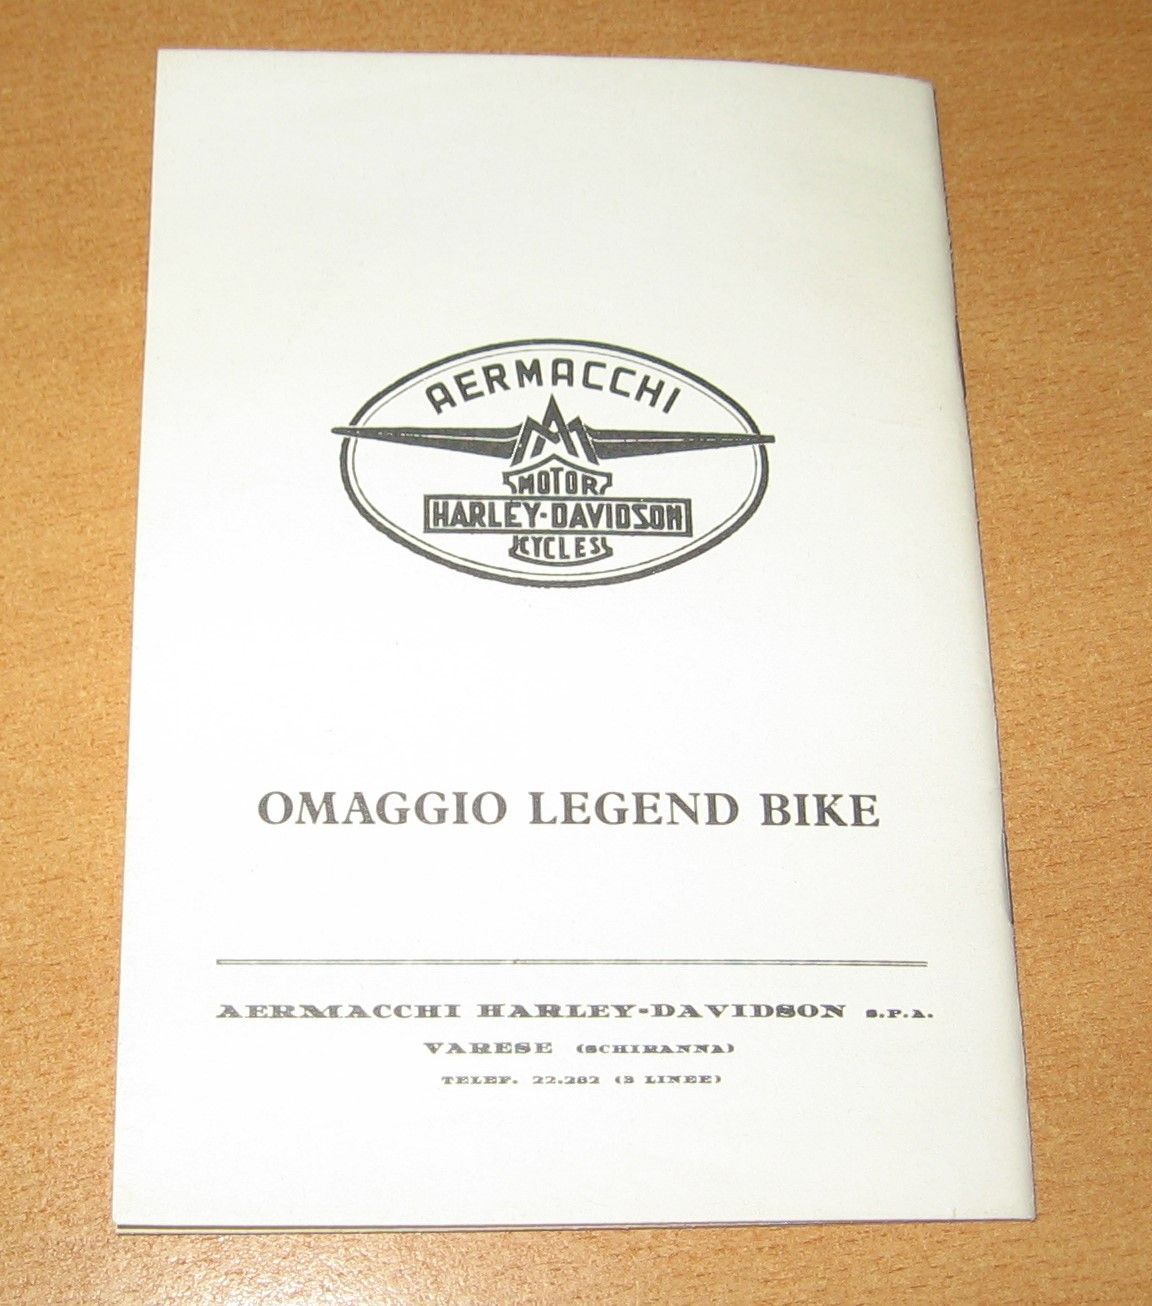 AERMACCHI
MOTOR
HARLEY-DAVIDSON
CYCLES
OMAGGIO LEGEND BIKE
AERMACCHI HARLEY-DAVIDSON S.P.A.
VARESE (SCHIRANNA)
TELEF. 22.282 (3 LINEE)